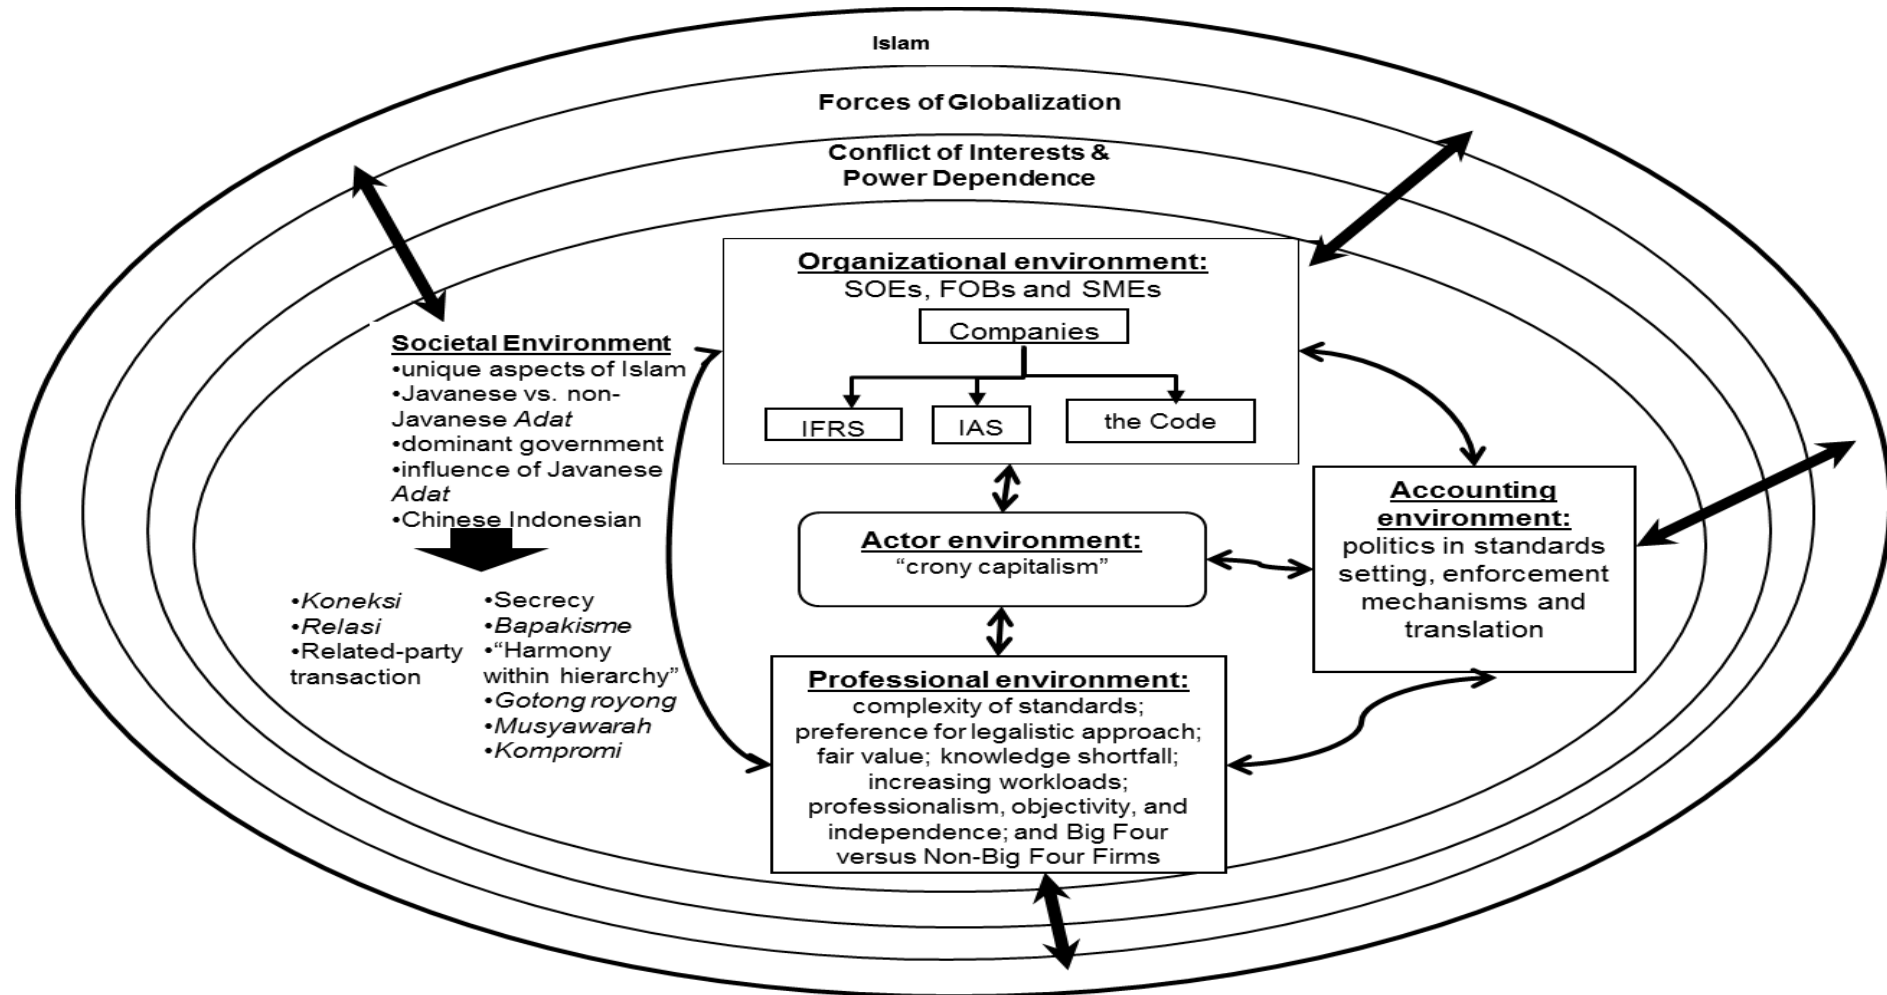 Islam
Forces of Globalization
Conflict of Interests &
Power Dependence
Organizational environment:
SOEs, FOBs and SMEs
Companies
IFRS
IAS
the Code
Societal Environment
•unique aspects of Islam
•Javanese vs. non-
Javanese Adat
•dominant government
•influence of Javanese
Adat
•Chinese Indonesian
•Koneksi
•Relasi
•Related-party
transaction
•Secrecy
•Bapakisme
•“Harmony
within hierarchy”
•Gotong royong
•Musyawarah
•Kompromi
Actor environment:
“crony capitalism”
Accounting
environment:
politics in standards
setting, enforcement
mechanisms and
translation
Professional environment:
complexity of standards;
preference for legalistic approach;
fair value; knowledge shortfall;
increasing workloads;
professionalism, objectivity, and
independence; and Big Four
versus Non-Big Four Firms